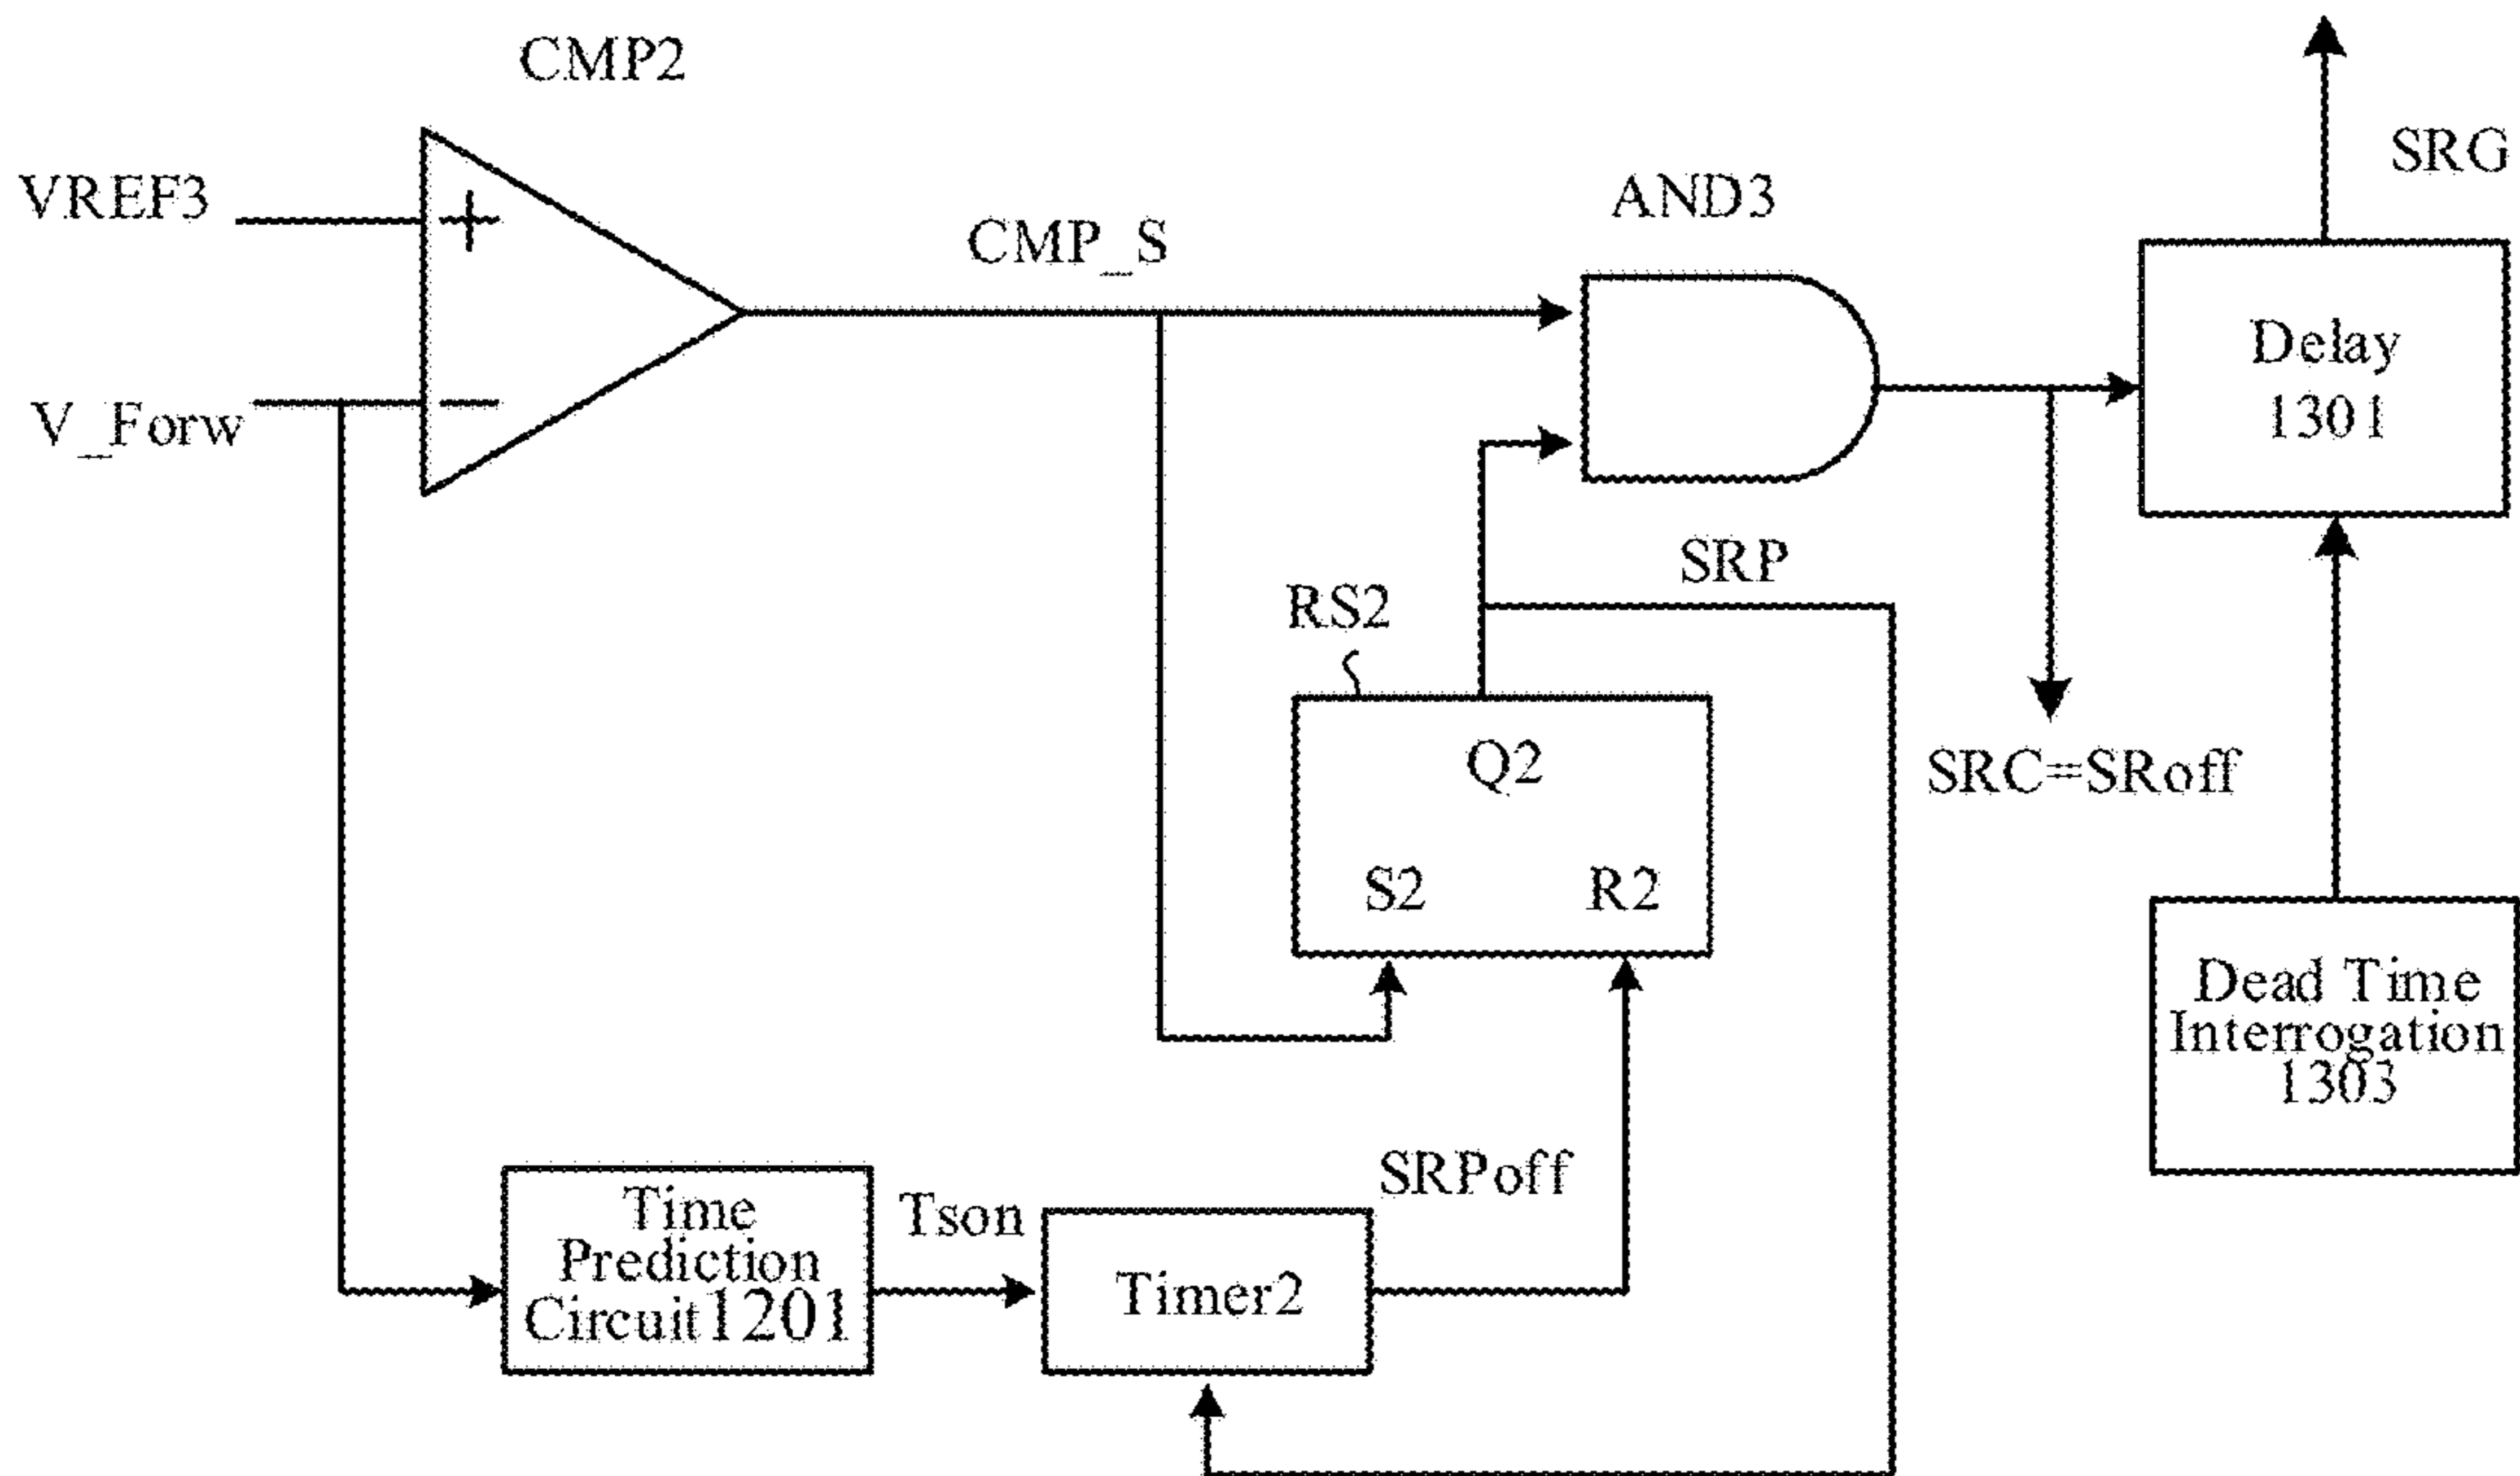 CMP2
SRG
VREF3
+
AND3
CMP_S
Delay
1301
V_Forw
−
SRP
RS2
Q2
SRC=SRoff
S2
R2
Dead Time
Interrogation
1303
SRPoff
Time
Prediction
Circuit1201
Tson
Timer2